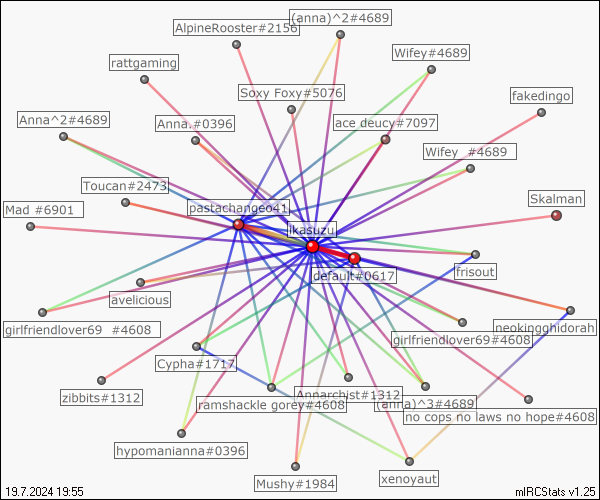 AlpineRooster#2156
(anna)^2#4689
Wifey#4689
rattgaming
Soxy Foxy#5076
fakedingo
Anna^2#4689
Anna.#0396
ace deucy#7097
Wifey  #4689
Toucan#2473
Skalman
Mad #6901
pastachange041
ikasuzu
default#0617
frisout
avelicious
girlfriendlover69  #4608
neokingghidorah
girlfriendlover69#4608
Cypha#1717
zibbits#1312
Annarchist#1312
ramshackle gorey#4608
(anna)^3#4689
no cops no laws no hope#4608
hypomanianna#0396
Mushy#1984
xenoyaut
19.7.2024 19:55
mIRCStats v1.25